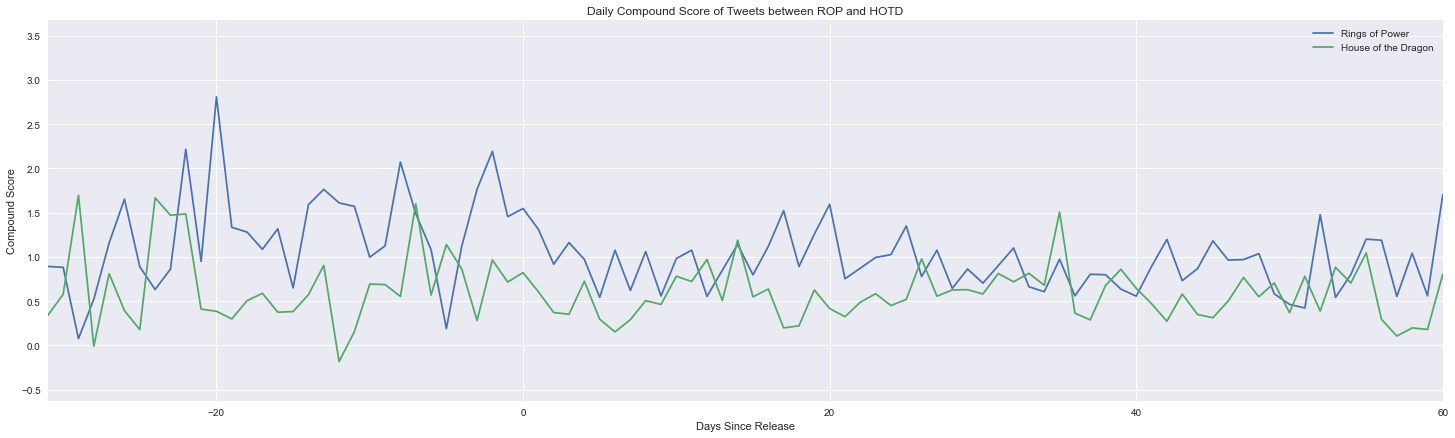 Daily Compound Score of Tweets between ROP and HOTD
Rings of Power
House of the Dragon
Compound Score
3.5
3.0
2.5
2.0
1.5
1.0
0.5
0.0
−0.5
−20
0
20
40
60
Days Since Release